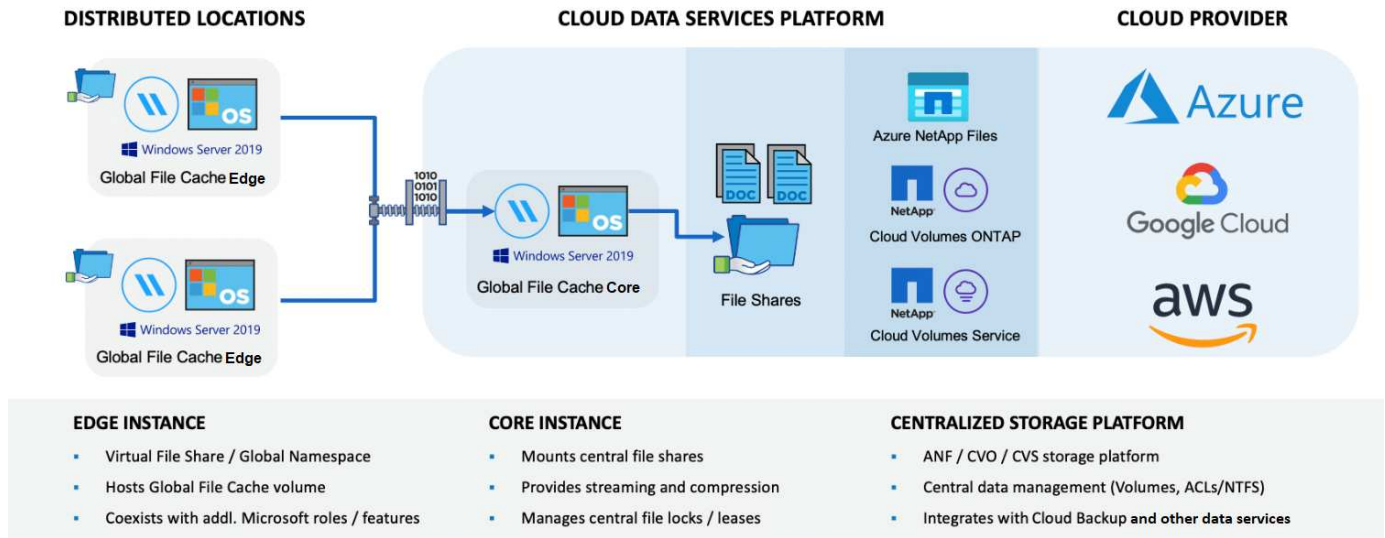 DISTRIBUTED LOCATIONS
CLOUD DATA SERVICES PLATFORM
CLOUD PROVIDER
OS
Windows Server 2019
Global File Cache Edge
OS
Windows Server 2019
Global File Cache Edge
1010
0101
1010
OS
Windows Server 2019
Global File Cache Core
DOC
DOC
File Shares
Azure NetApp Files
NetApp
Cloud Volumes ONTAP
NetApp
Cloud Volumes Service
Azure
Google Cloud
aws
EDGE INSTANCE
▪ Virtual File Share / Global Namespace
▪ Hosts Global File Cache volume
▪ Coexists with addl. Microsoft roles / features
CORE INSTANCE
▪ Mounts central file shares
▪ Provides streaming and compression
▪ Manages central file locks / leases
CENTRALIZED STORAGE PLATFORM
▪ ANF / CVO / CVS storage platform
▪ Central data management (Volumes, ACLs/NTFS)
▪ Integrates with Cloud Backup and other data services